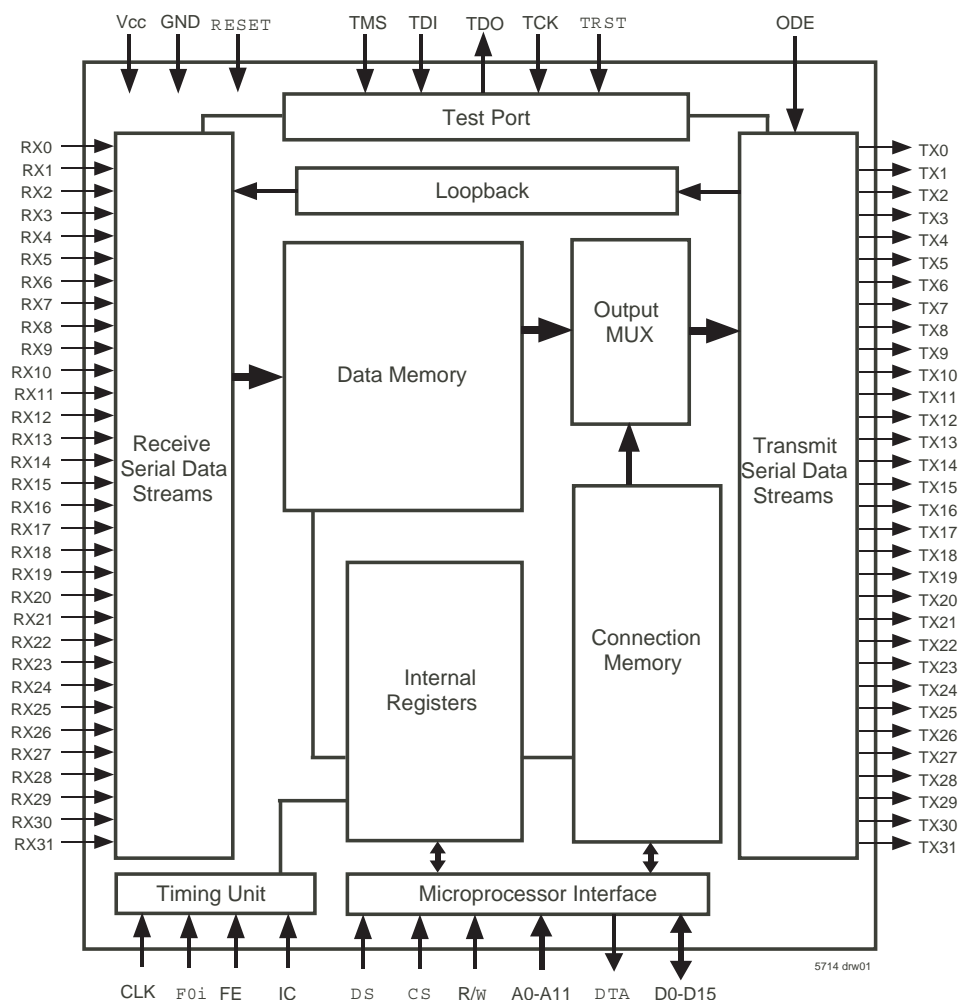 Vcc GND RESET TMS TDI TDO TCK TRST ODE
Test Port
Loopback
RX0
RX1
RX2
RX3
RX4
RX5
RX6
RX7
RX8
RX9
RX10
RX11
RX12
RX13
RX14
RX15
RX16
RX17
RX18
RX19
RX20
RX21
RX22
RX23
RX24
RX25
RX26
RX27
RX28
RX29
RX30
RX31
Receive
Serial Data
Streams
Data Memory
Output
MUX
Internal
Registers
Connection
Memory
Transmit
Serial Data
Streams
TX0
TX1
TX2
TX3
TX4
TX5
TX6
TX7
TX8
TX9
TX10
TX11
TX12
TX13
TX14
TX15
TX16
TX17
TX18
TX19
TX20
TX21
TX22
TX23
TX24
TX25
TX26
TX27
TX28
TX29
TX30
TX31
Timing Unit
Microprocessor Interface
5714 drw01
CLK F0i FE IC DS CS R/W A0-A11 DTA D0-D15